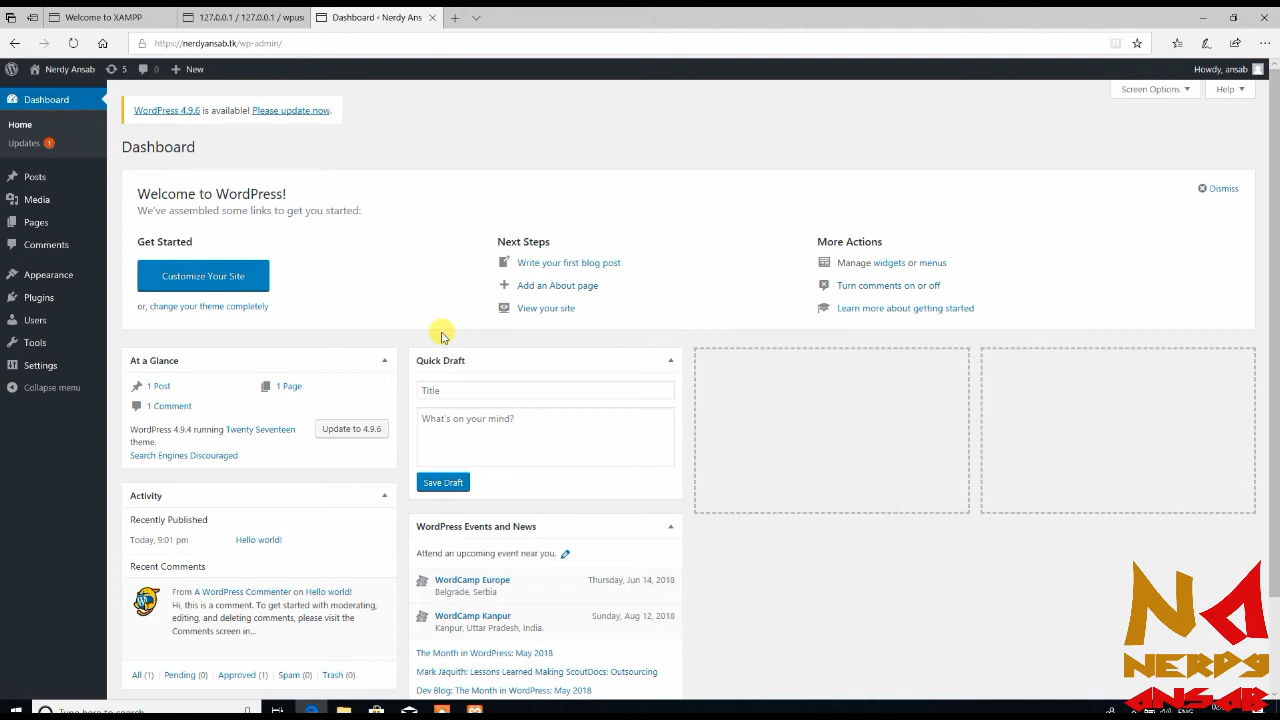 Welcome to XAMPP
127.0.0.1 / 127.0.0.1 / wpus
Dashboard ‹ Nerdy Ans
https://nerdyansab.tk/wp-admin/
Nerdy Ansab
5
0
New
Howdy, ansab
Dashboard
Home
Updates 1
Posts
Media
Pages
Comments
Appearance
Plugins
Users
Tools
Settings
Collapse menu
Screen Options
Help
WordPress 4.9.6 is available! Please update now.
Dashboard
Welcome to WordPress!
We've assembled some links to get you started:
Dismiss
Get Started
Customize Your Site
or, change your theme completely
Next Steps
Write your first blog post
Add an About page
View your site
More Actions
Manage widgets or menus
Turn comments on or off
Learn more about getting started
At a Glance
1 Post
1 Page
1 Comment
WordPress 4.9.4 running Twenty Seventeen
theme.
Update to 4.9.6
Search Engines Discouraged
Activity
Recently Published
Today, 9:01 pm
Hello world!
Recent Comments
From A WordPress Commenter on Hello world!
Hi, this is a comment. To get started with moderating,
editing, and deleting comments, please visit the
Comments screen in...
All (1)
Pending (0)
Approved (1)
Spam (0)
Trash (0)
Quick Draft
Title
What's on your mind?
Save Draft
WordPress Events and News
Attend an upcoming event near you.
WordCamp Europe
Thursday, Jun 14, 2018
Belgrade, Serbia
WordCamp Kanpur
Sunday, Aug 12, 2018
Kanpur, Uttar Pradesh, India.
The Month in WordPress: May 2018
Mark Jaquith: Lessons Learned Making ScoutDocs: Outsourcing
Dev Blog: The Month in WordPress: May 2018
NA
NERDY
ANSAB
Type here to search